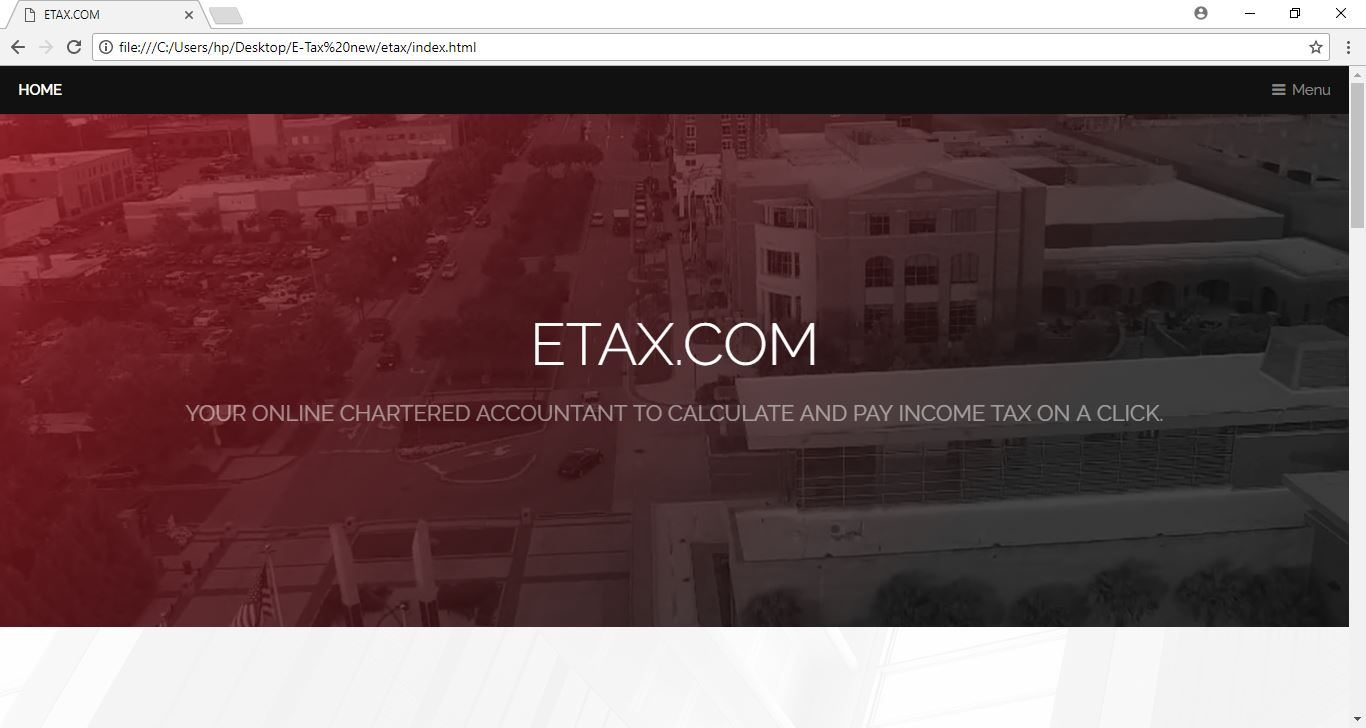 ETAX.COM
file:///C:/Users/hp/Desktop/E-Tax%20new/etax/index.html
HOME
Menu
ETAX.COM
YOUR ONLINE CHARTERED ACCOUNTANT TO CALCULATE AND PAY INCOME TAX ON A CLICK.